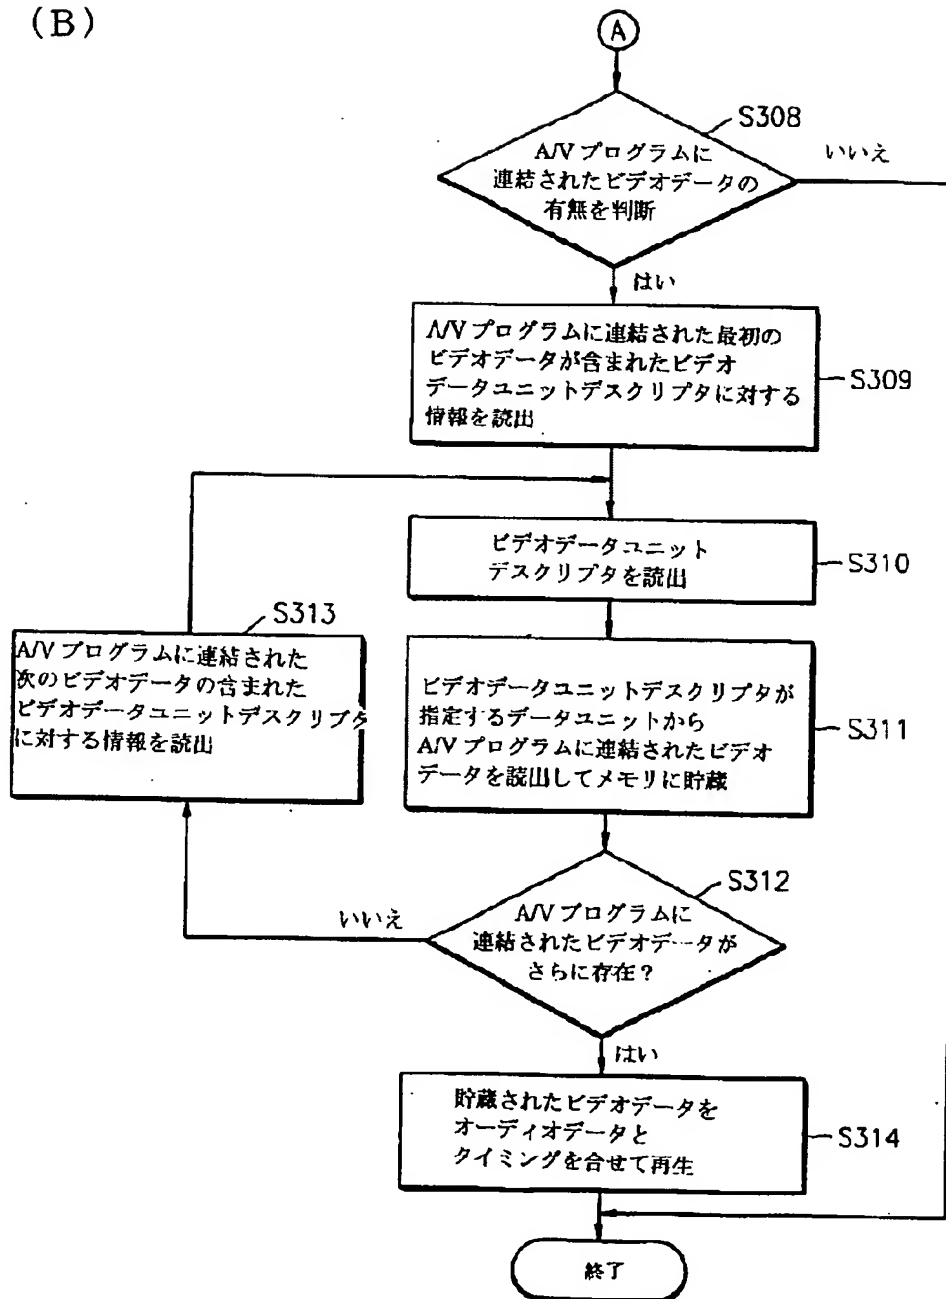 (B)
A
S308
A/V プログラムに
連結されたビデオデータの
有無を判断
いいえ
はい
A/V プログラムに連結された最初の
ビデオデータが含まれたビデオ
データユニットデスクリプタに対する
情報を読出
S309
ビデオデータユニット
デスクリプタを読出
S310
S313
A/V プログラムに連結された
次のビデオデータの含まれた
ビデオデータユニットデスクリプタ
に対する情報を読出
ビデオデータユニットデスクリプタが
指定するデータユニットから
A/V プログラムに連結されたビデオ
データを読出してメモリに貯蔵
S311
S312
A/V プログラムに
連結されたビデオデータが
さらに存在？
いいえ
はい
貯蔵されたビデオデータを
オーディオデータと
タイミングを合せて再生
S314
終了